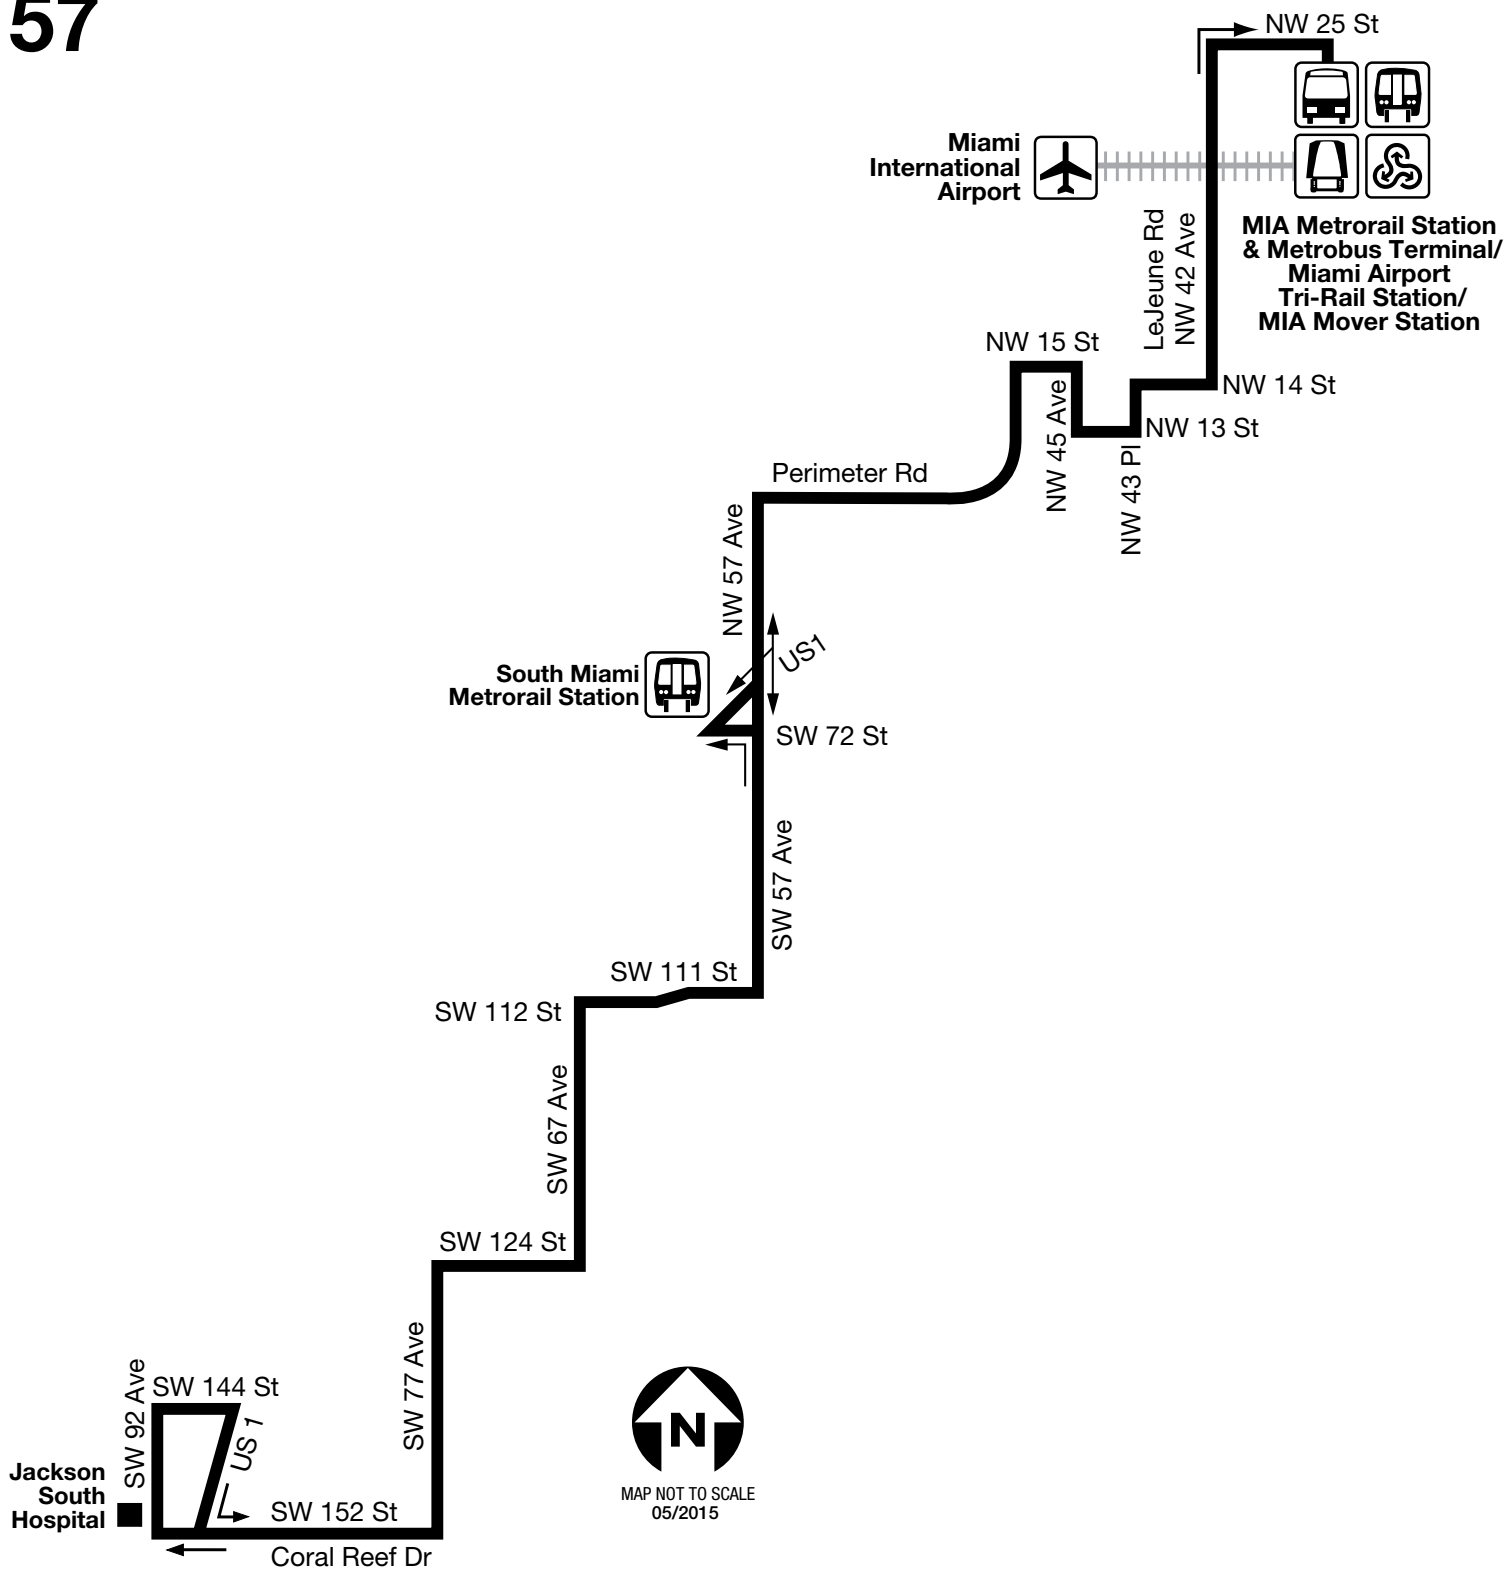 57
NW 25 St
Miami
International
Airport
LeJeune Rd
NW 42 Ave
MIA Metrorail Station
& Metrobus Terminal/
Miami Airport
Tri-Rail Station/
MIA Mover Station
NW 15 St
NW 14 St
NW 45 Ave
NW 13 St
NW 43 Pl
Perimeter Rd
NW 57 Ave
US1
South Miami
Metrorail Station
SW 72 St
SW 57 Ave
SW 111 St
SW 112 St
SW 67 Ave
SW 124 St
SW 77 Ave
SW 92 Ave
SW 144 St
US 1
Jackson
South
Hospital
SW 152 St
Coral Reef Dr
N
MAP NOT TO SCALE
05/2015